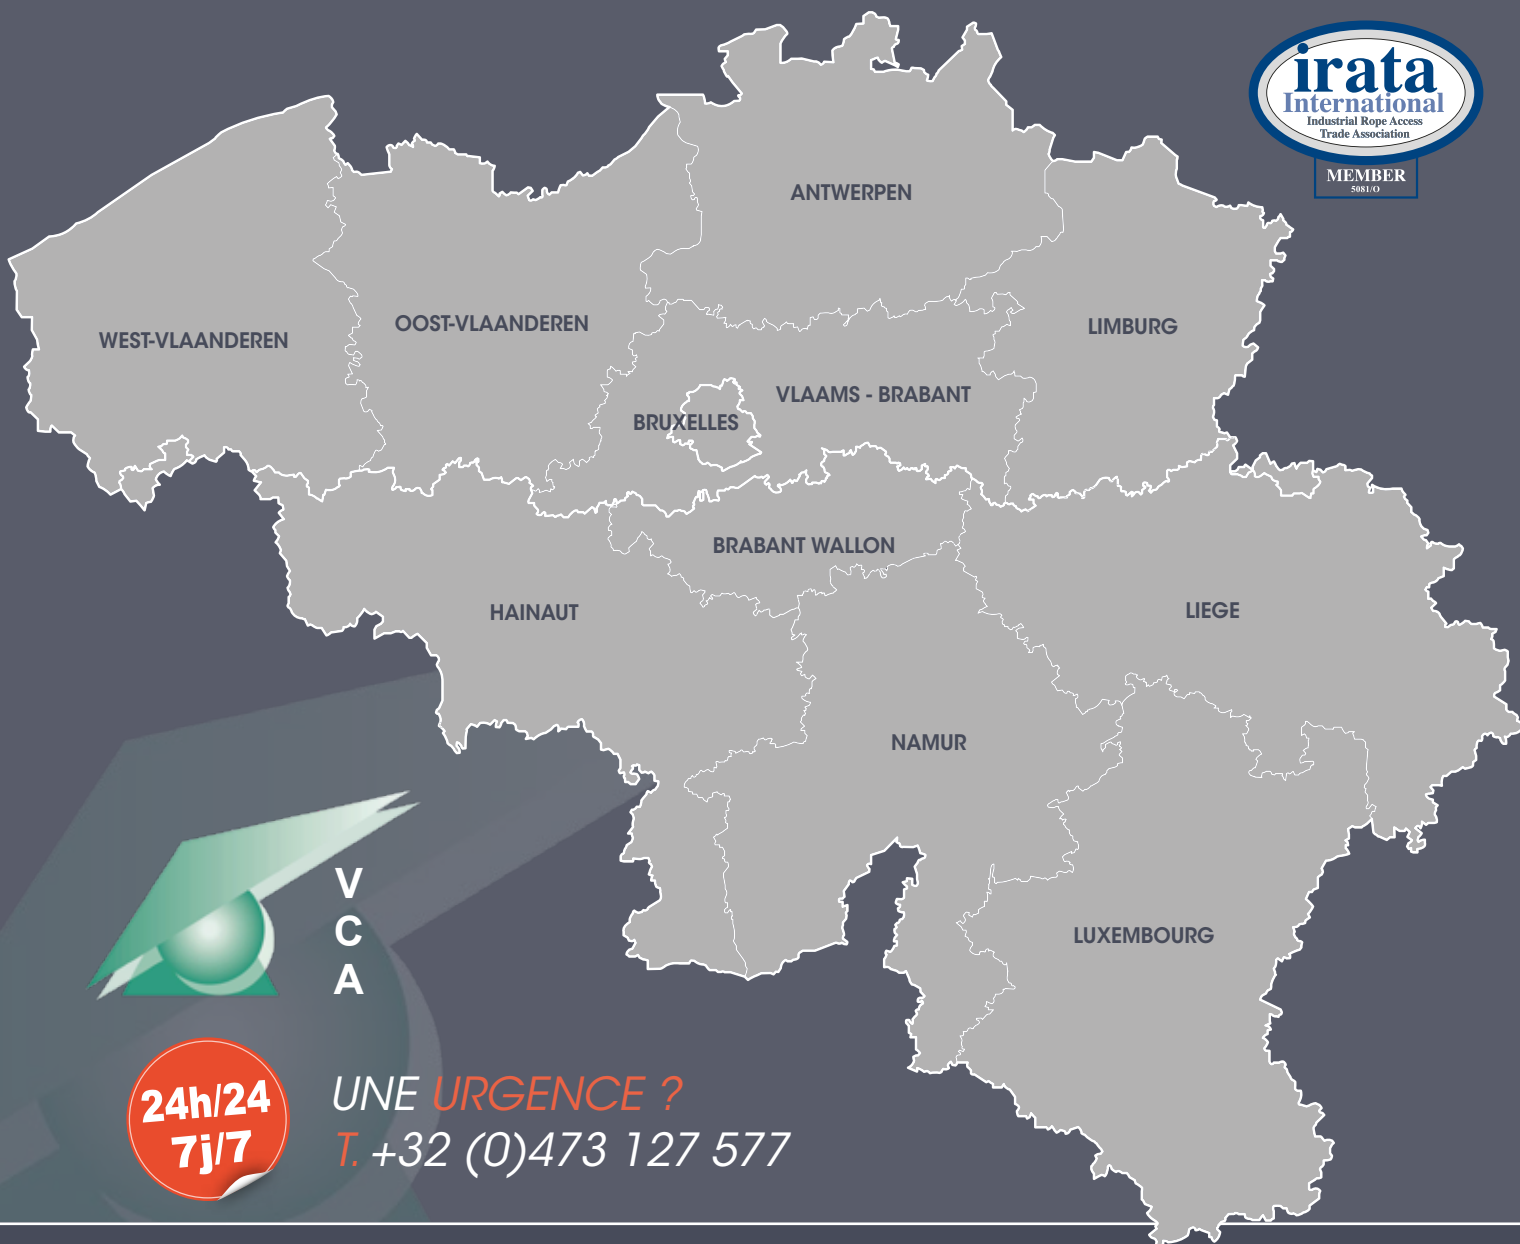 irata
International
Industrial Rope Access
Trade Association
MEMBER
5081/O
ANTWERPEN
WEST-VLAANDEREN
OOST-VLAANDEREN
LIMBURG
VLAAMS - BRABANT
BRUXELLES
BRABANT WALLON
HAINAUT
LIEGE
NAMUR
LUXEMBOURG
V
C
A
24h/24
7j/7
UNE URGENCE ?
T. +32 (0)473 127 577